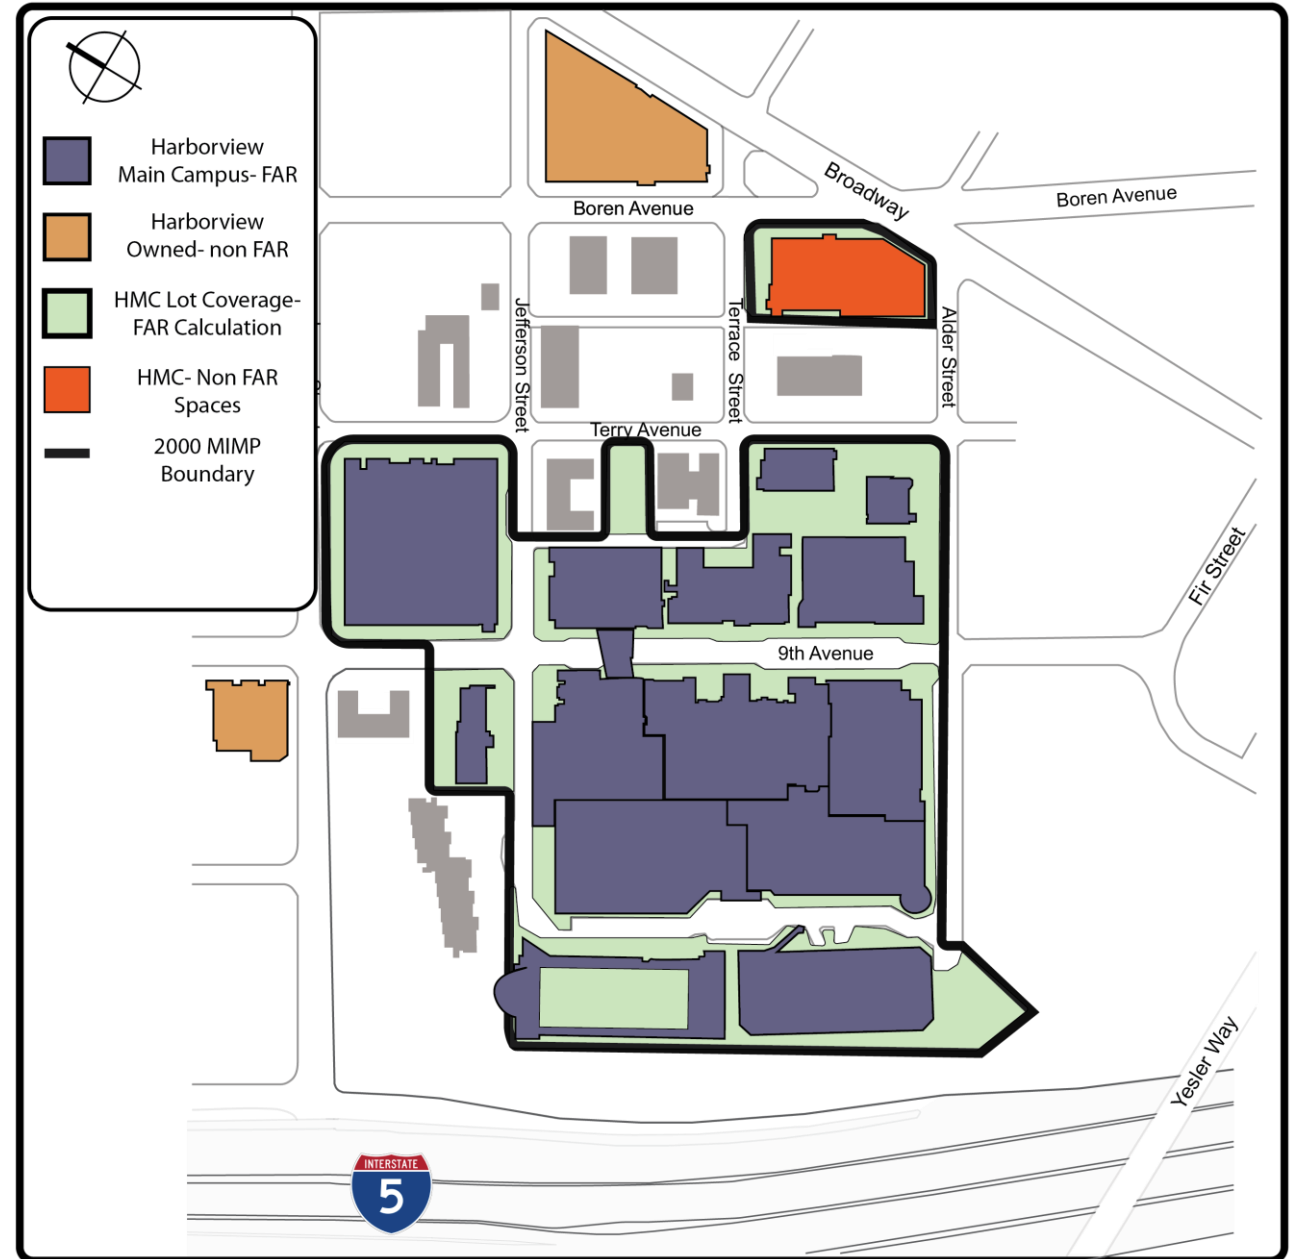 Harborview
Main Campus- FAR
Harborview
Owned- non FAR
HMC Lot Coverage-
FAR Calculation
HMC- Non FAR
Spaces
2000 MIMP
Boundary
Broadway
Boren Avenue
Boren Avenue
Jefferson Street
Terrace Street
Alder Street
Terry Avenue
Fir Street
9th Avenue
Yesler Way
INTERSTATE
5